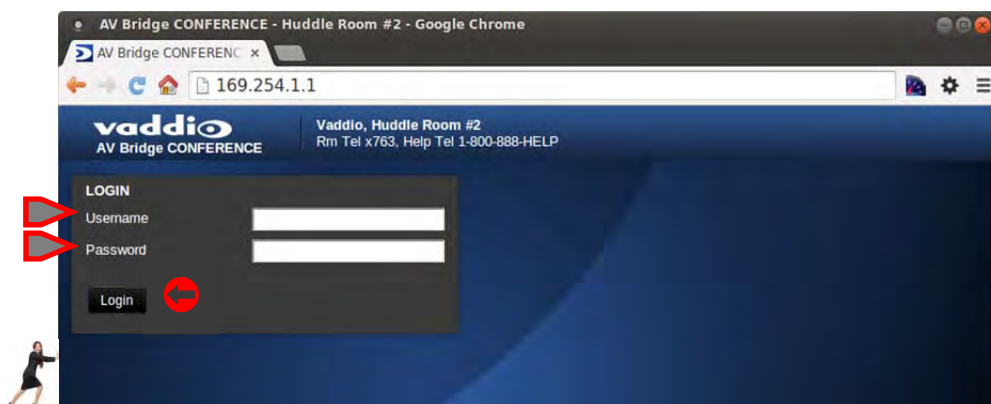 AV Bridge CONFERENCE - Huddle Room #2 - Google Chrome
AV Bridge CONFERENC
169.254.1.1
vaddio
AV Bridge CONFERENCE
Vaddio, Huddle Room #2
Rm Tel x763, Help Tel 1-800-888-HELP
LOGIN
Username
Password
Login